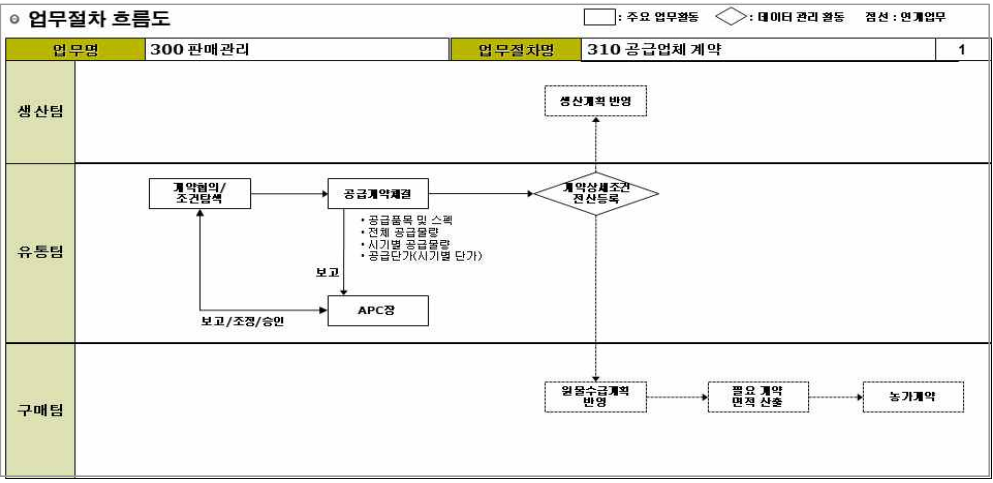 업무절차 흐름도
: 주요 업무활동 : 데이터 관리 활동 점선 : 연계업무
업무명 300 판매관리 업무절차명 310 공급업체 계약 1
생산팀
생산계획 반영
유통팀
계약협의/
조건탐색
공급계약체결
계약상세조건
전산등록
• 공급품목 및 스펙
• 전체 공급물량
• 시기별 공급물량
• 공급단가(시기별 단가)
보고
APC장
보고/조정/승인
구매팀
원물수급계획
반영
필요 계약
면적 산출
농가계약